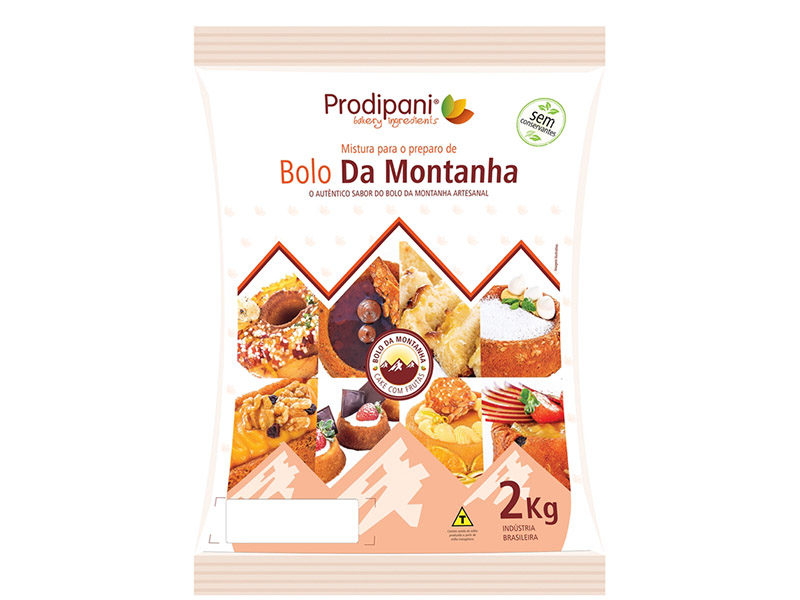 Prodipani®
bakery ingredients
sem
conservantes
Mistura para o preparo de
Bolo Da Montanha
O AUTÊNTICO SABOR DO BOLO DA MONTANHA ARTESANAL
BOLO DA MONTANHA
CAKE COM FRUTAS
T
2Kg
INDÚSTRIA
BRASILEIRA